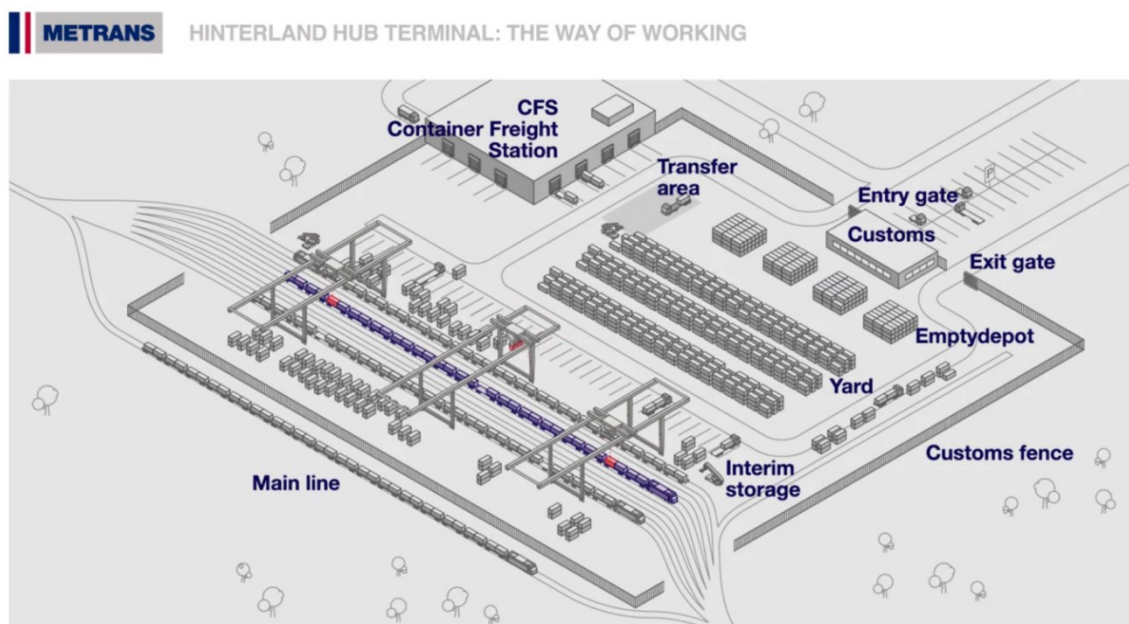 METRANS
HINTERLAND HUB TERMINAL: THE WAY OF WORKING
CFS
Container Freight
Station
Transfer
area
Entry gate
Customs
Exit gate
Emptydepot
Yard
Customs fence
Interim
storage
Main line